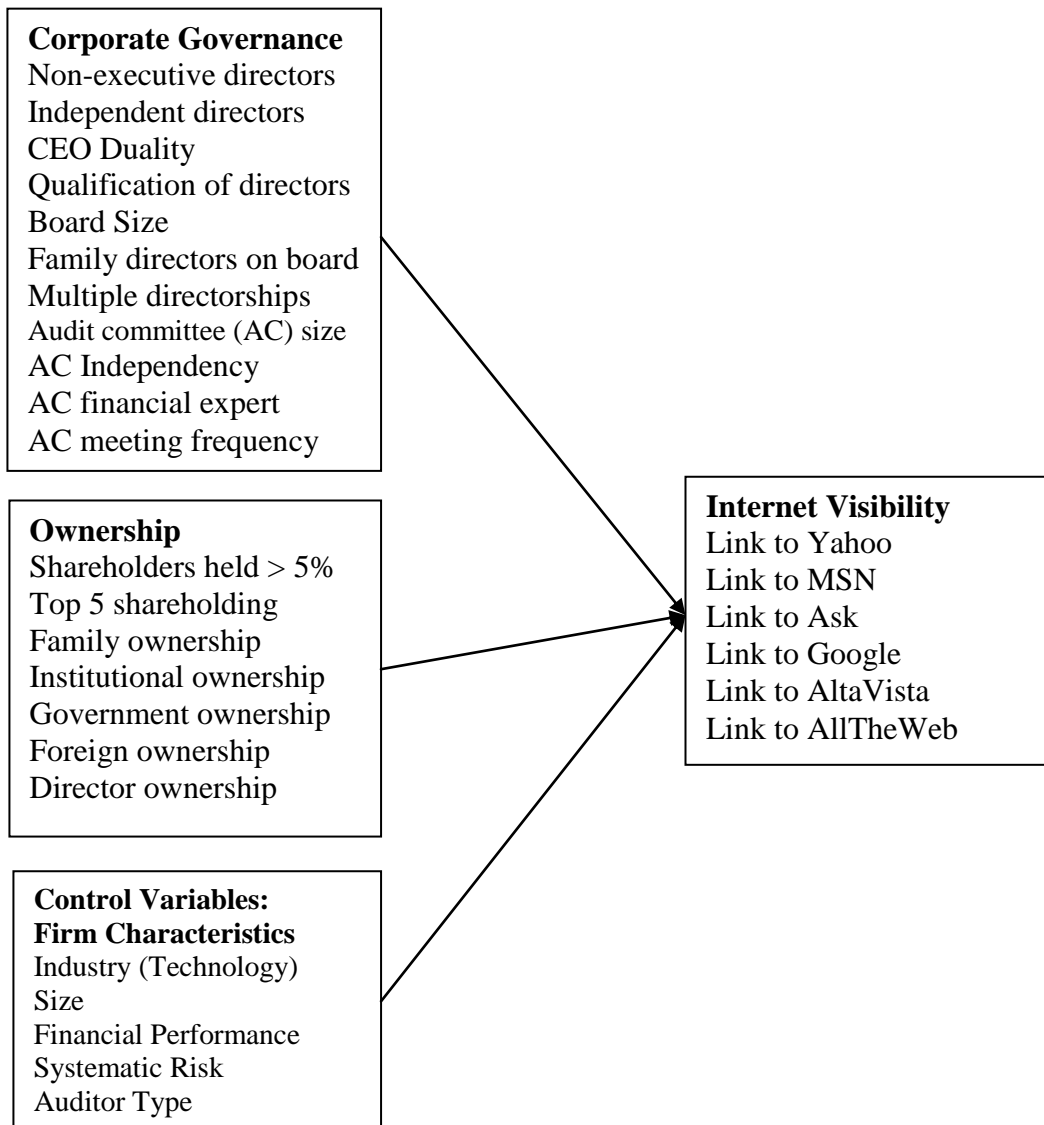 Corporate Governance
Non-executive directors
Independent directors
CEO Duality
Qualification of directors
Board Size
Family directors on board
Multiple directorships
Audit committee (AC) size
AC Independency
AC financial expert
AC meeting frequency
Ownership
Shareholders held > 5%
Top 5 shareholding
Family ownership
Institutional ownership
Government ownership
Foreign ownership
Director ownership
Control Variables:
Firm Characteristics
Industry (Technology)
Size
Financial Performance
Systematic Risk
Auditor Type
Internet Visibility
Link to Yahoo
Link to MSN
Link to Ask
Link to Google
Link to AltaVista
Link to AllTheWeb